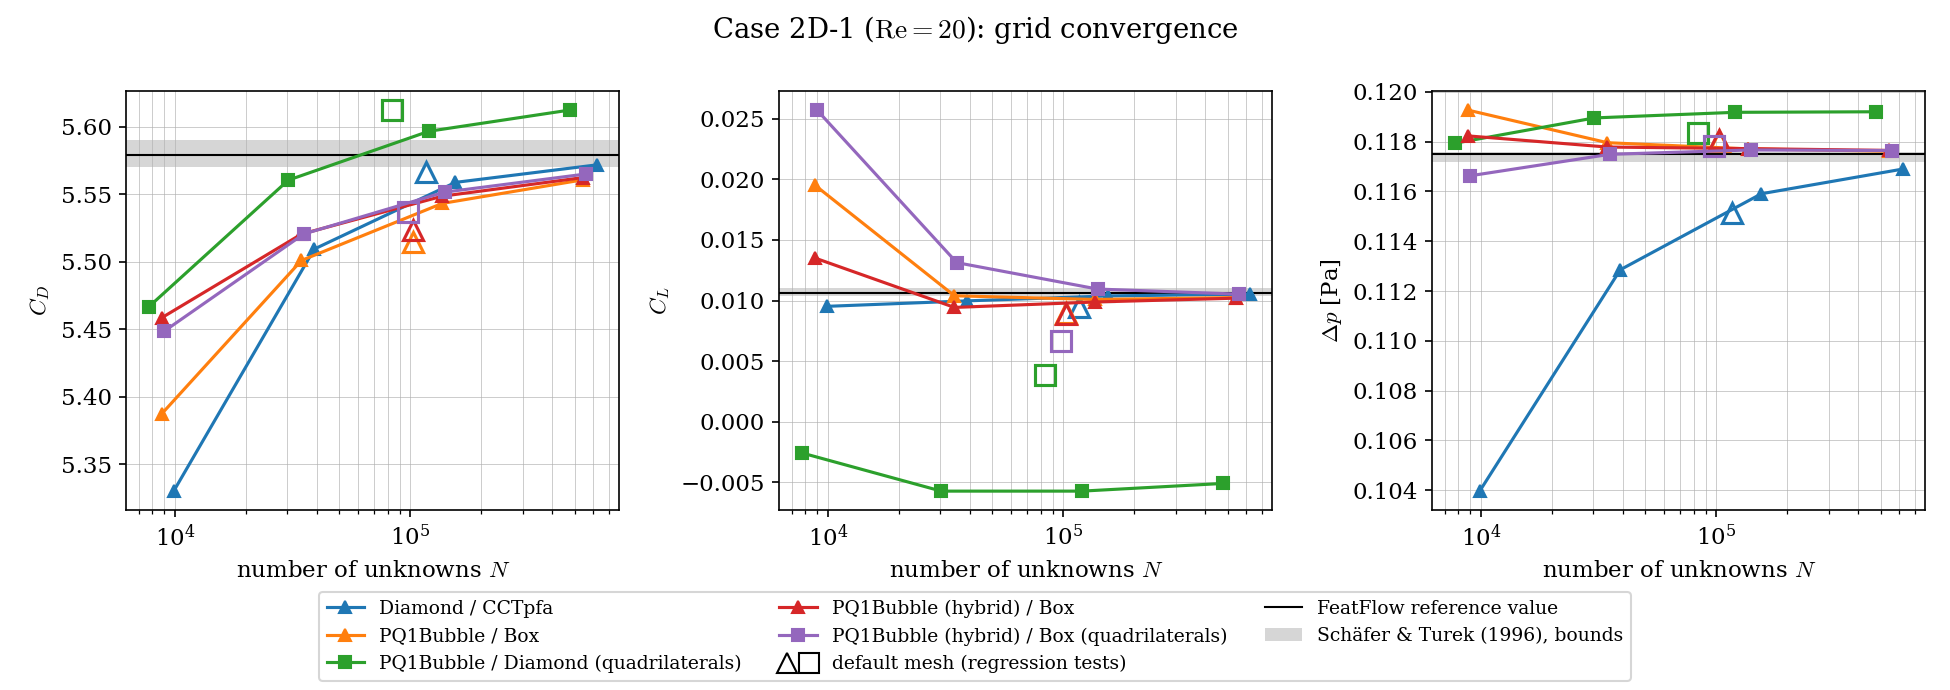 Case 2D-1 (Re = 20): grid convergence
5.60
5.55
5.50
5.45
5.40
5.35
C_D
10^4
10^5
number of unknowns N
0.025
0.020
0.015
0.010
0.005
0.000
−0.005
C_L
10^4
10^5
number of unknowns N
0.120
0.118
0.116
0.114
0.112
0.110
0.108
0.106
0.104
Δp [Pa]
10^4
10^5
number of unknowns N
Diamond / CCTpfa
PQ1Bubble / Box
PQ1Bubble / Diamond (quadrilaterals)
PQ1Bubble (hybrid) / Box
PQ1Bubble (hybrid) / Box (quadrilaterals)
default mesh (regression tests)
FeatFlow reference value
Schäfer & Turek (1996), bounds